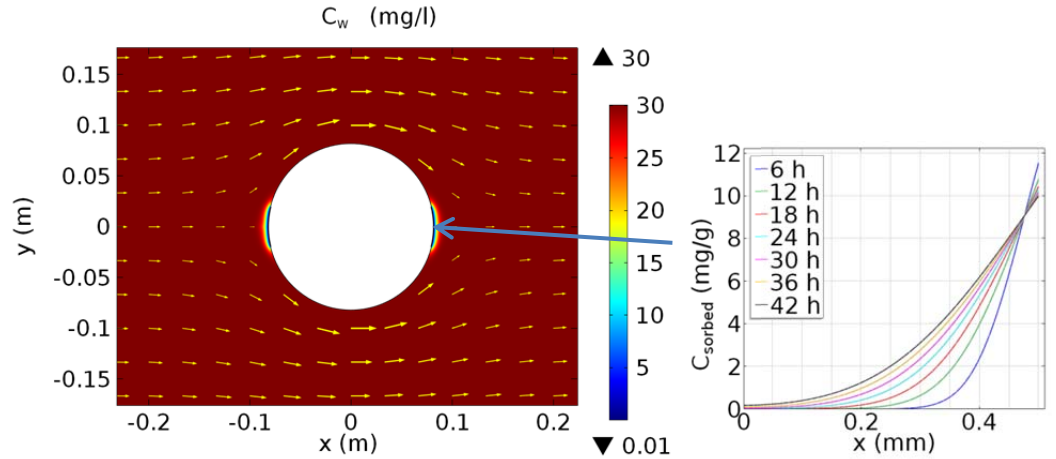 C_w (mg/l)
▲ 30
0.15
0.1
0.05
0
-0.05
-0.1
-0.15
y (m)
-0.2
-0.1
0
0.1
0.2
x (m)
30
25
20
15
10
5
0
▼ 0.01
12
10
8
6
4
2
0
C_sorbed (mg/g)
6 h
12 h
18 h
24 h
30 h
36 h
42 h
0
0.2
0.4
x (mm)